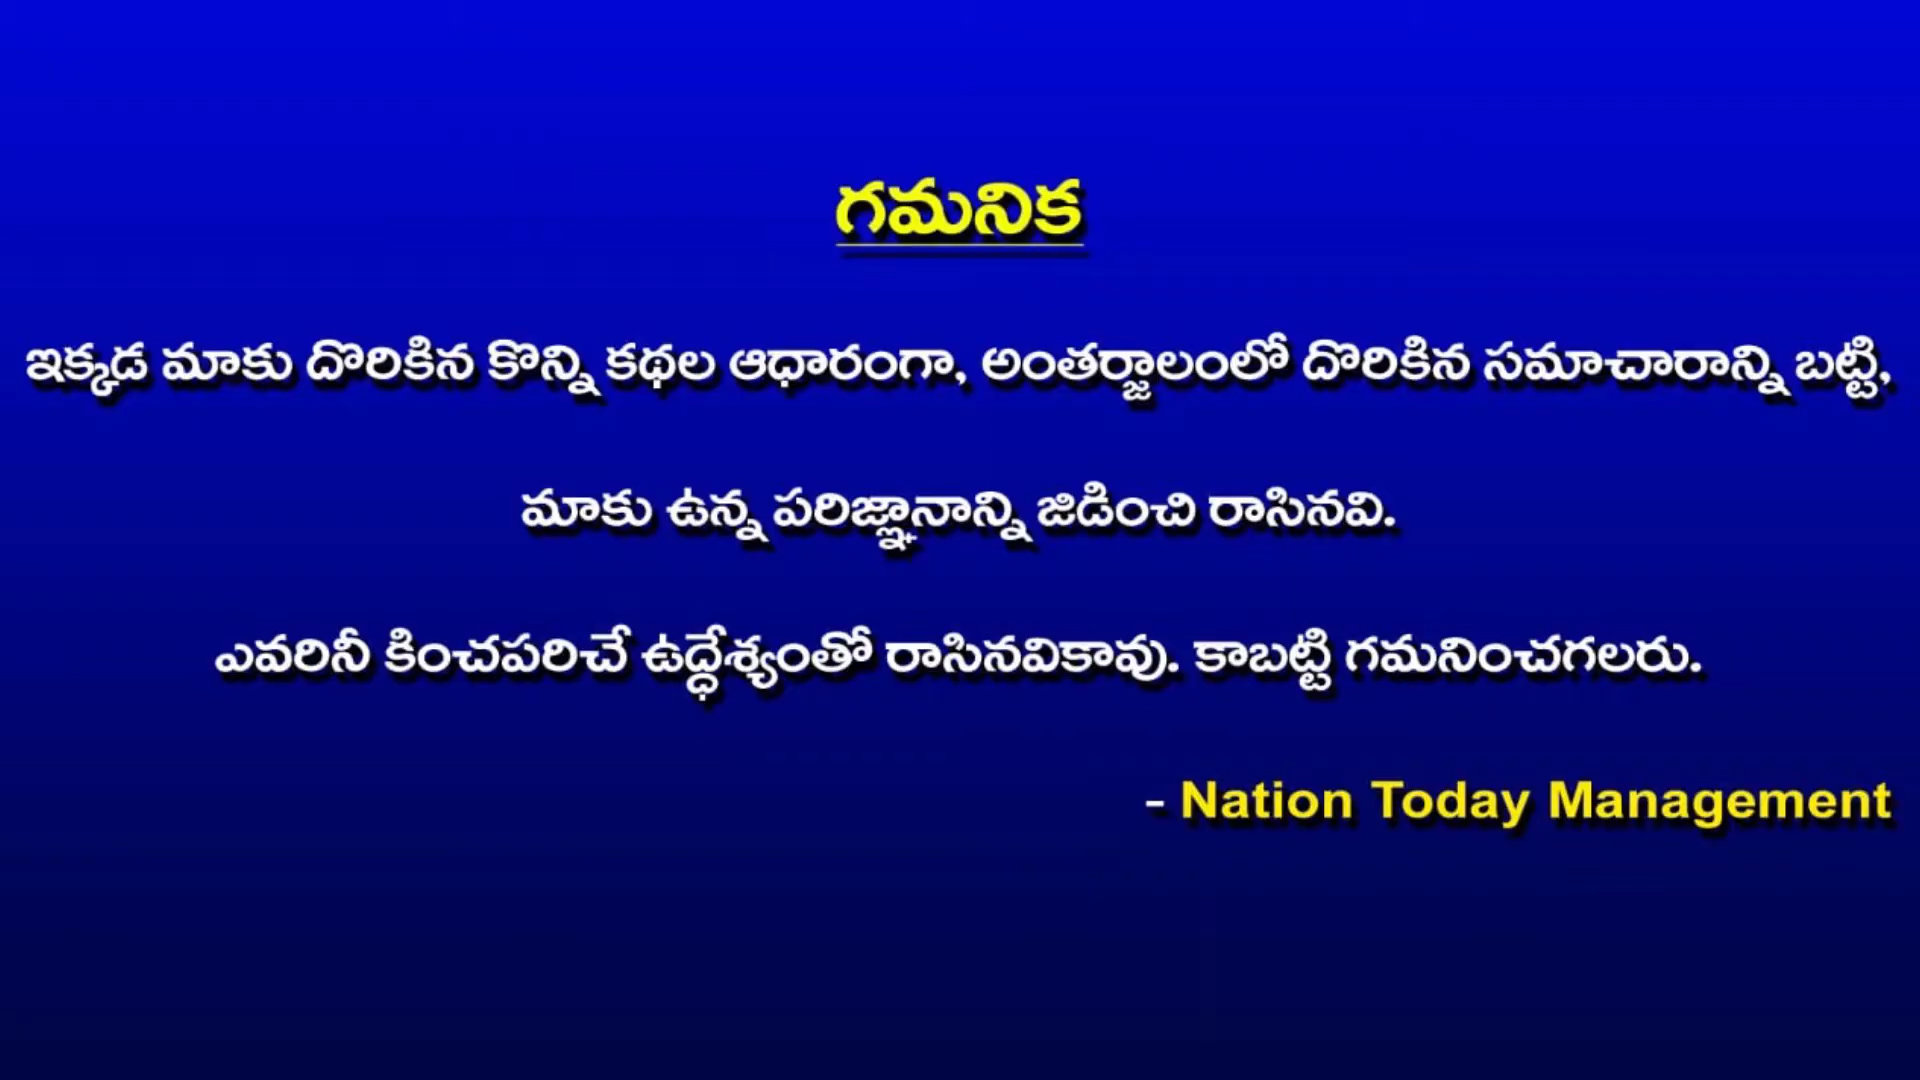 గమనిక
ఇక్కడ మాకు దొరికిన కొన్ని కథల ఆధారంగా, అంతర్జాలంలో దొరికిన సమాచారాన్ని బట్టి,
మాకు ఉన్న పరిజ్ఞానాన్ని జిడించి రాసినవి.
ఎవరినీ కించపరిచే ఉద్ధేశ్యంతో రాసినవికావు. కాబట్టి గమనించగలరు.
- Nation Today Management